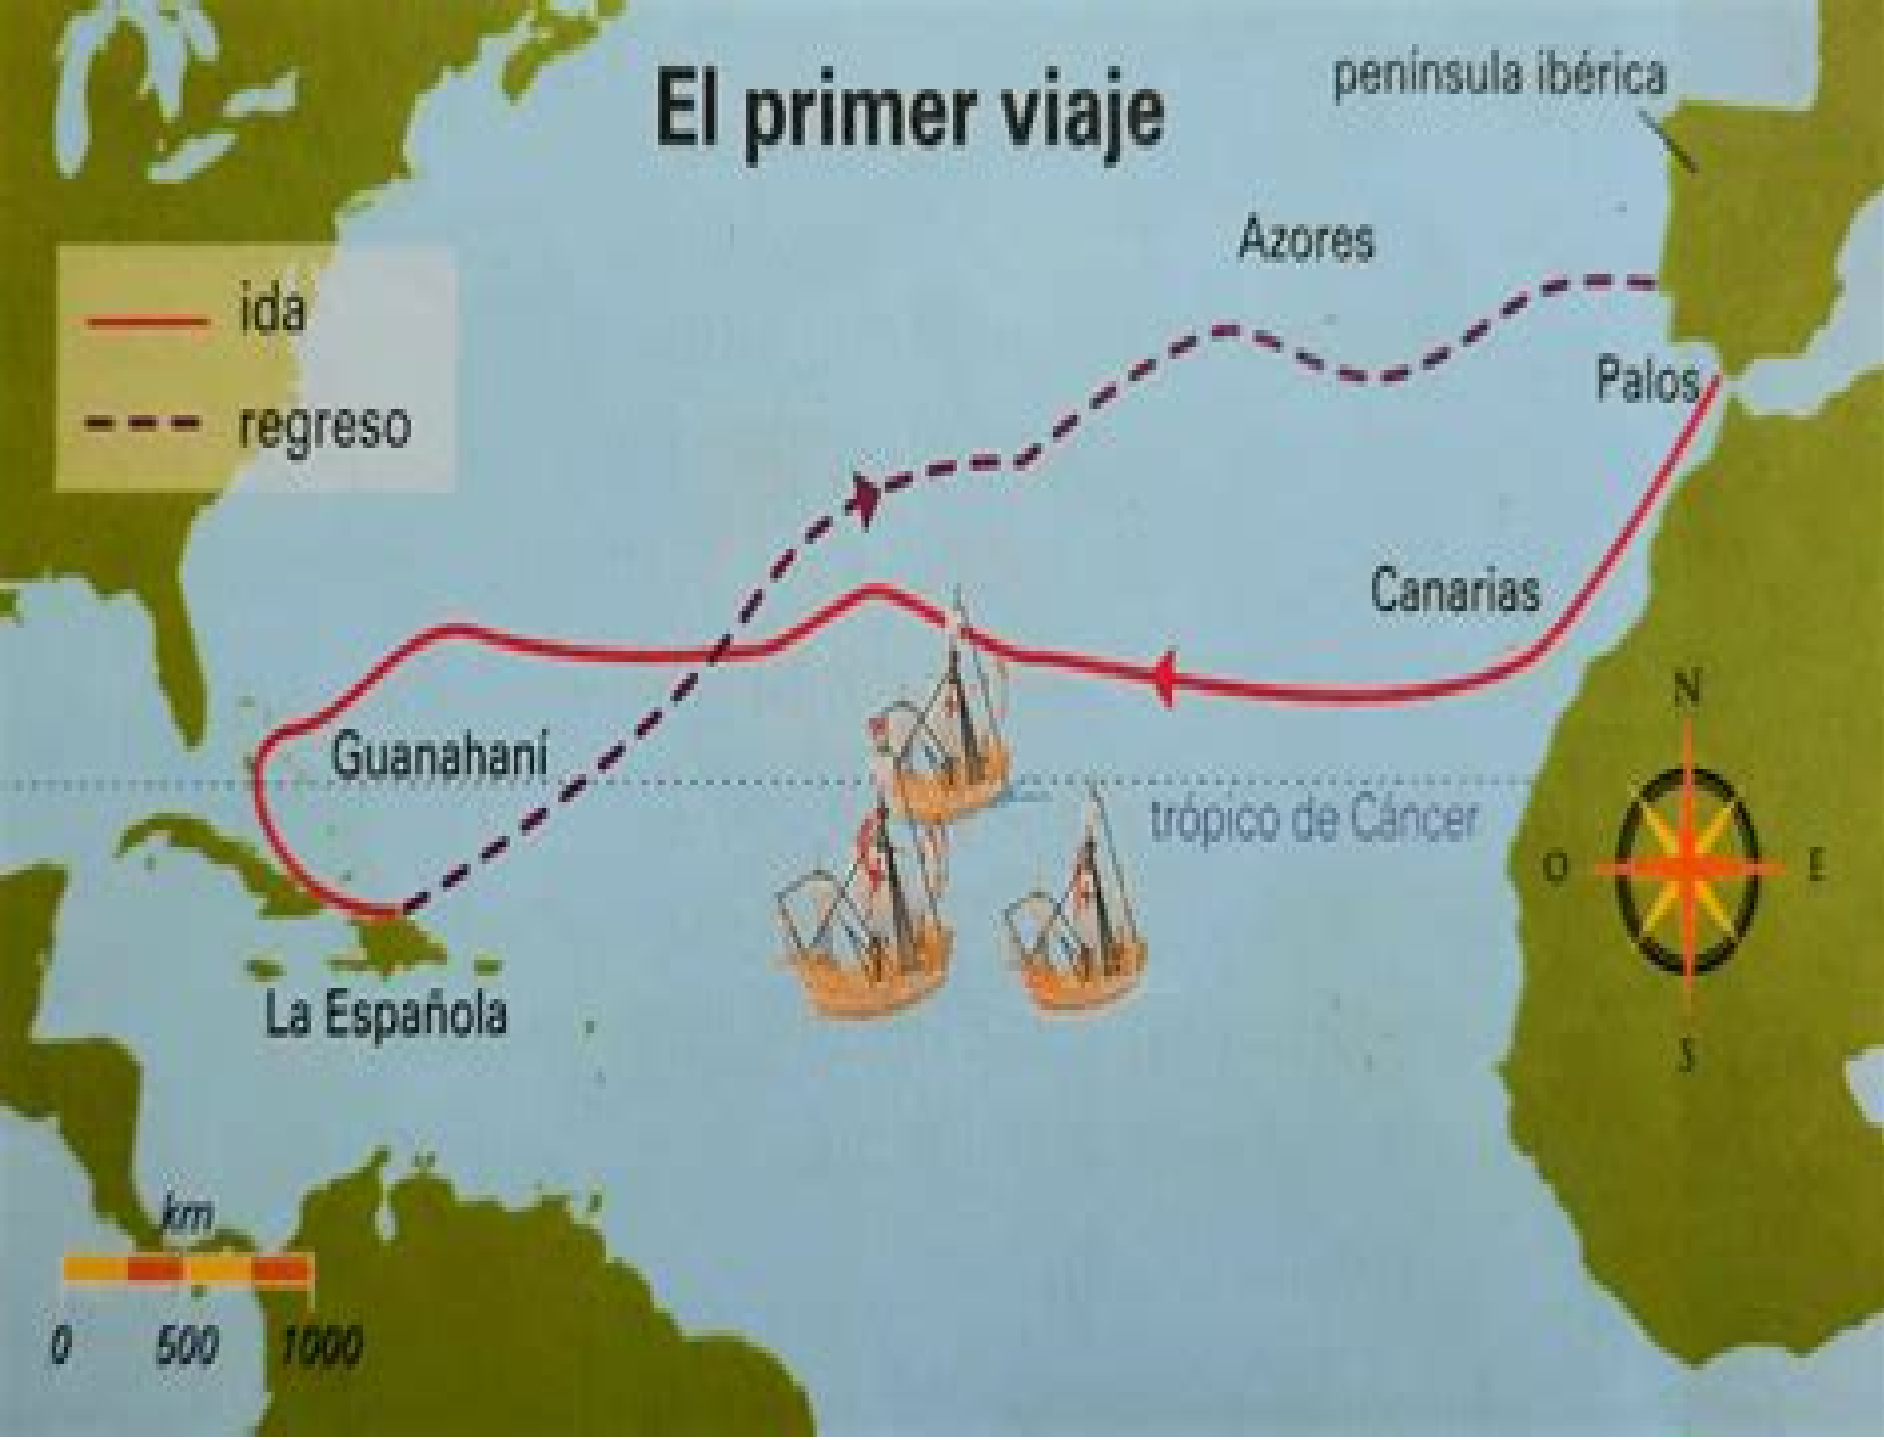 El primer viaje
península ibérica
Azores
ida
regreso
Palos
Canarias
Guanahaní
trópico de Cáncer
La Española
N
O
E
S
km
0 500 1000